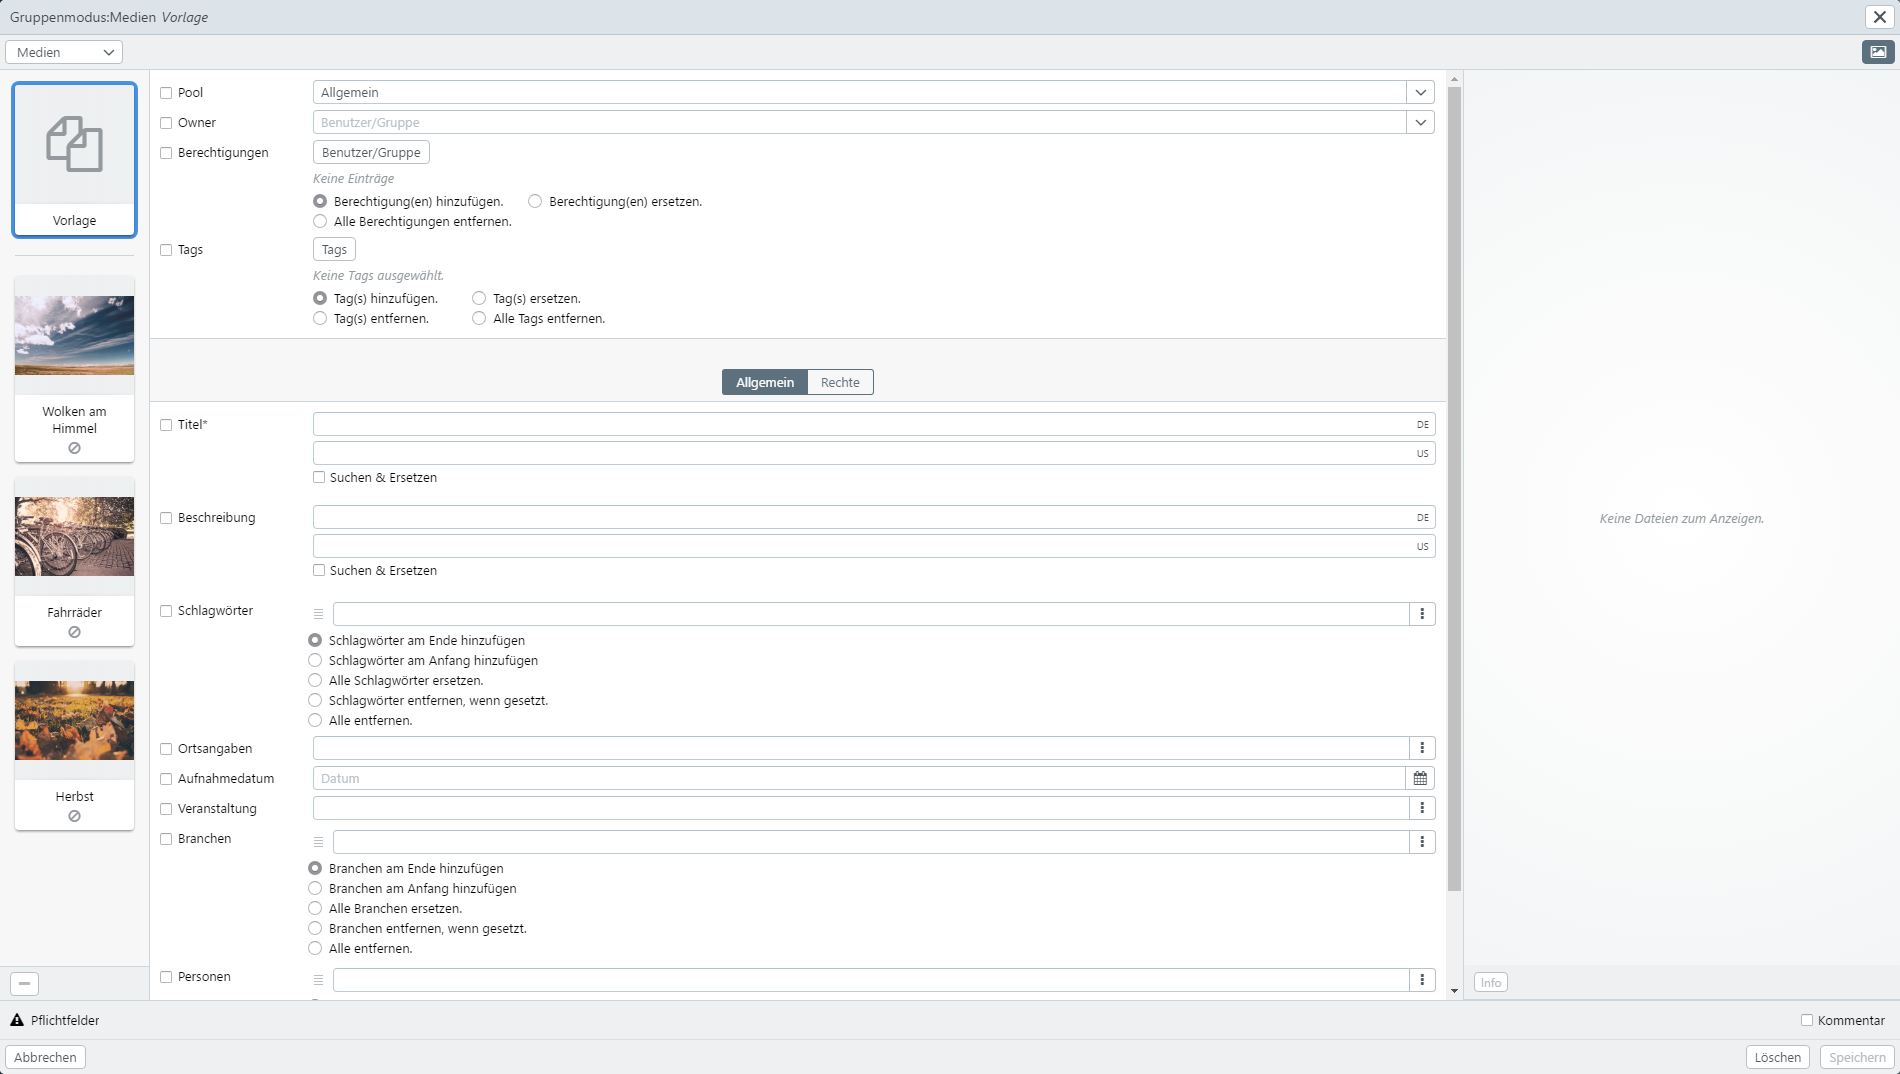 Gruppenmodus:Medien Vorlage
Medien
Vorlage
Wolken am
Himmel
Fahrräder
Herbst
Pool
Allgemein
Owner
Benutzer/Gruppe
Berechtigungen
Benutzer/Gruppe
Keine Einträge
Berechtigung(en) hinzufügen.
Berechtigung(en) ersetzen.
Alle Berechtigungen entfernen.
Tags
Tags
Keine Tags ausgewählt.
Tag(s) hinzufügen.
Tag(s) ersetzen.
Tag(s) entfernen.
Alle Tags entfernen.
Allgemein
Rechte
Titel*
DE
US
Suchen & Ersetzen
Beschreibung
DE
US
Suchen & Ersetzen
Schlagwörter
Schlagwörter am Ende hinzufügen
Schlagwörter am Anfang hinzufügen
Alle Schlagwörter ersetzen.
Schlagwörter entfernen, wenn gesetzt.
Alle entfernen.
Ortsangaben
Aufnahmedatum
Datum
Veranstaltung
Branchen
Branchen am Ende hinzufügen
Branchen am Anfang hinzufügen
Alle Branchen ersetzen.
Branchen entfernen, wenn gesetzt.
Alle entfernen.
Personen
Keine Dateien zum Anzeigen.
Info
Pflichtfelder
Kommentar
Abbrechen
Löschen
Speichern